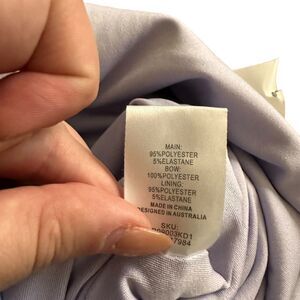 MAIN:
95%POLYESTER
5%ELASTANE
BOW:
100%POLYESTER
LINING:
95%POLYESTER
5%ELASTANE
MADE IN CHINA
DESIGNED IN AUSTRALIA
SKU: